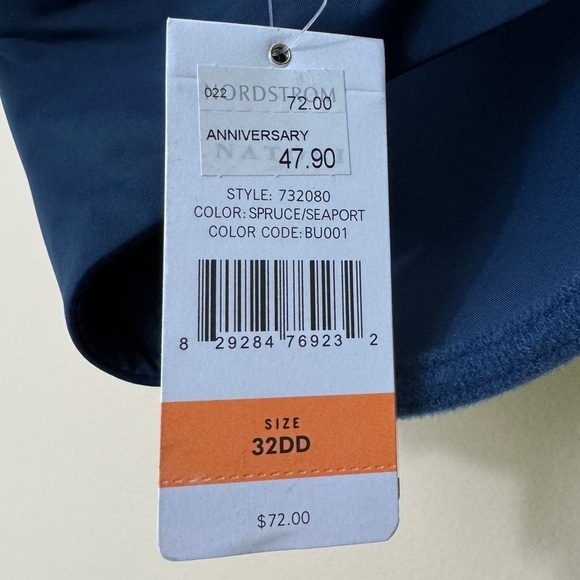 NORDSTROM
022 72.00
ANNIVERSARY
47.90
STYLE: 732080
COLOR: SPRUCE/SEAPORT
COLOR CODE: BU001
8 29284 76923 2
SIZE
32DD
$72.00